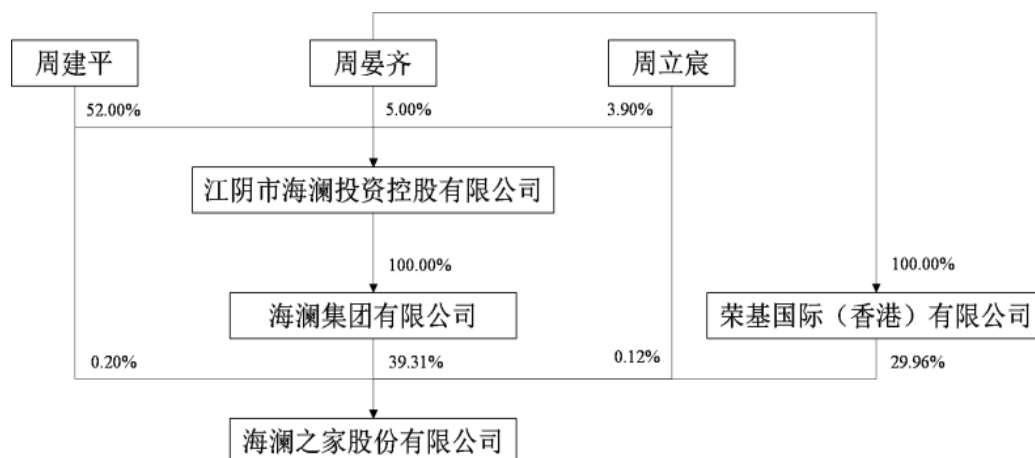 周建平
周晏齐
周立宸
52.00%
5.00%
3.90%
江阴市海澜投资控股有限公司
100.00%
100.00%
海澜集团有限公司
荣基国际（香港）有限公司
0.20%
39.31%
0.12%
29.96%
海澜之家股份有限公司